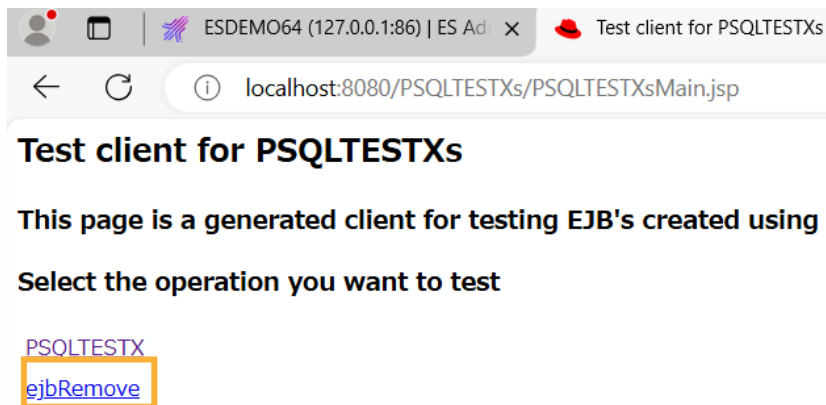 ESDEMO64 (127.0.0.1:86) | ES Ad
Test client for PSQLTESTXs
localhost:8080/PSQLTESTXs/PSQLTESTXsMain.jsp
Test client for PSQLTESTXs
This page is a generated client for testing EJB's created using
Select the operation you want to test
PSQLTESTX
ejbRemove